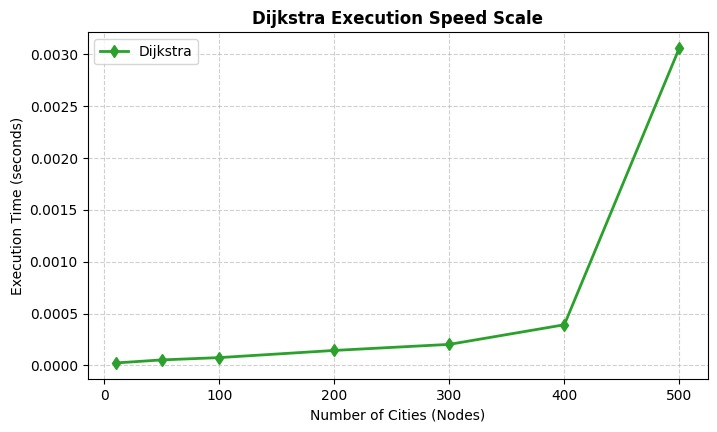 Dijkstra Execution Speed Scale
Dijkstra
Execution Time (seconds)
0.0030
0.0025
0.0020
0.0015
0.0010
0.0005
0.0000
0 100 200 300 400 500
Number of Cities (Nodes)